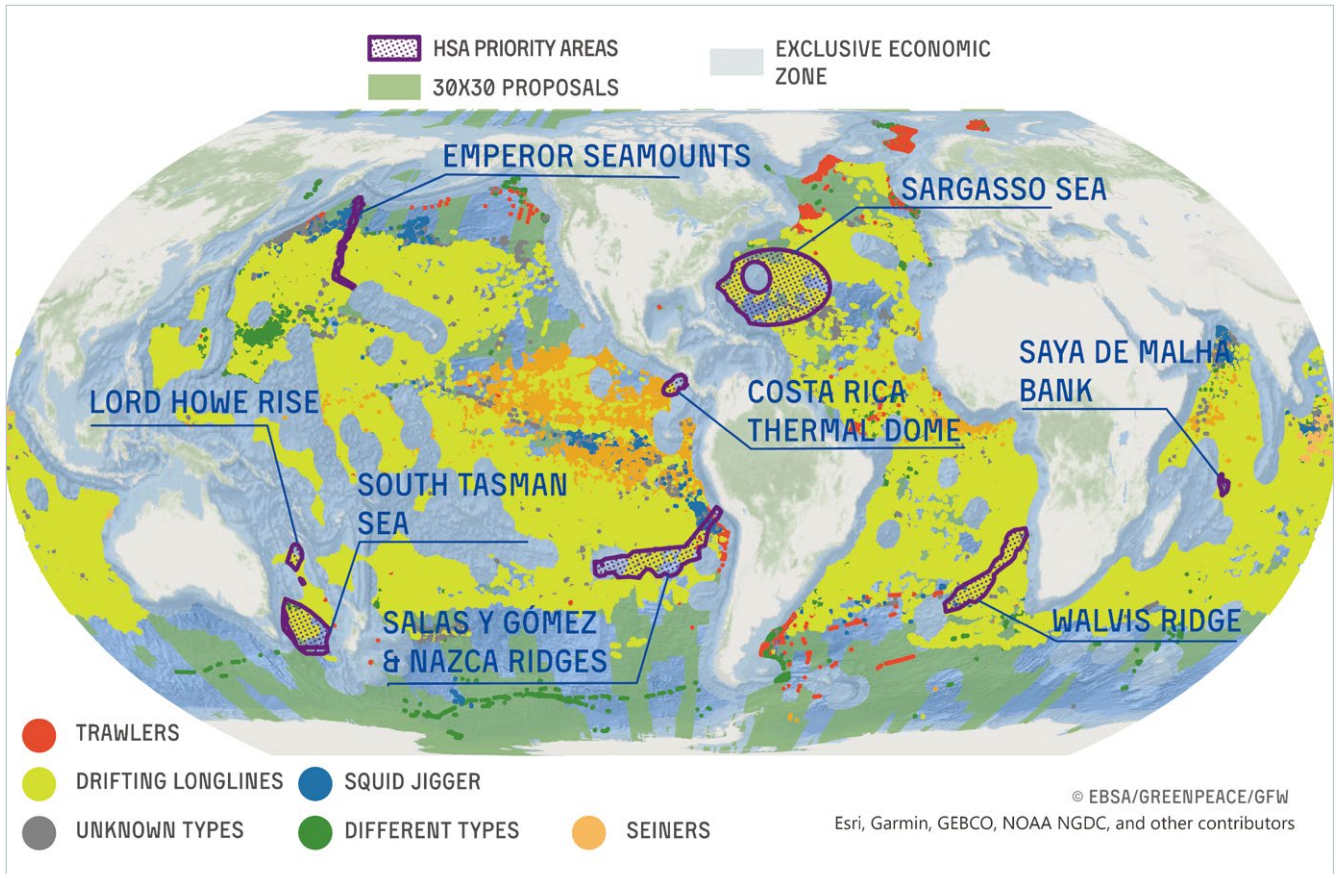 HSA PRIORITY AREAS
30X30 PROPOSALS
EXCLUSIVE ECONOMIC
ZONE
EMPEROR SEAMOUNTS
SARGASSO SEA
SAYA DE MALHA
BANK
LORD HOWE RISE
COSTA RICA
THERMAL DOME
SOUTH TASMAN
SEA
SALAS Y GÓMEZ
& NAZCA RIDGES
WALVIS RIDGE
TRAWLERS
DRIFTING LONGLINES
SQUID JIGGER
UNKNOWN TYPES
DIFFERENT TYPES
SEINERS
© EBSA/GREENPEACE/GFW
Esri, Garmin, GEBCO, NOAA NGDC, and other contributors